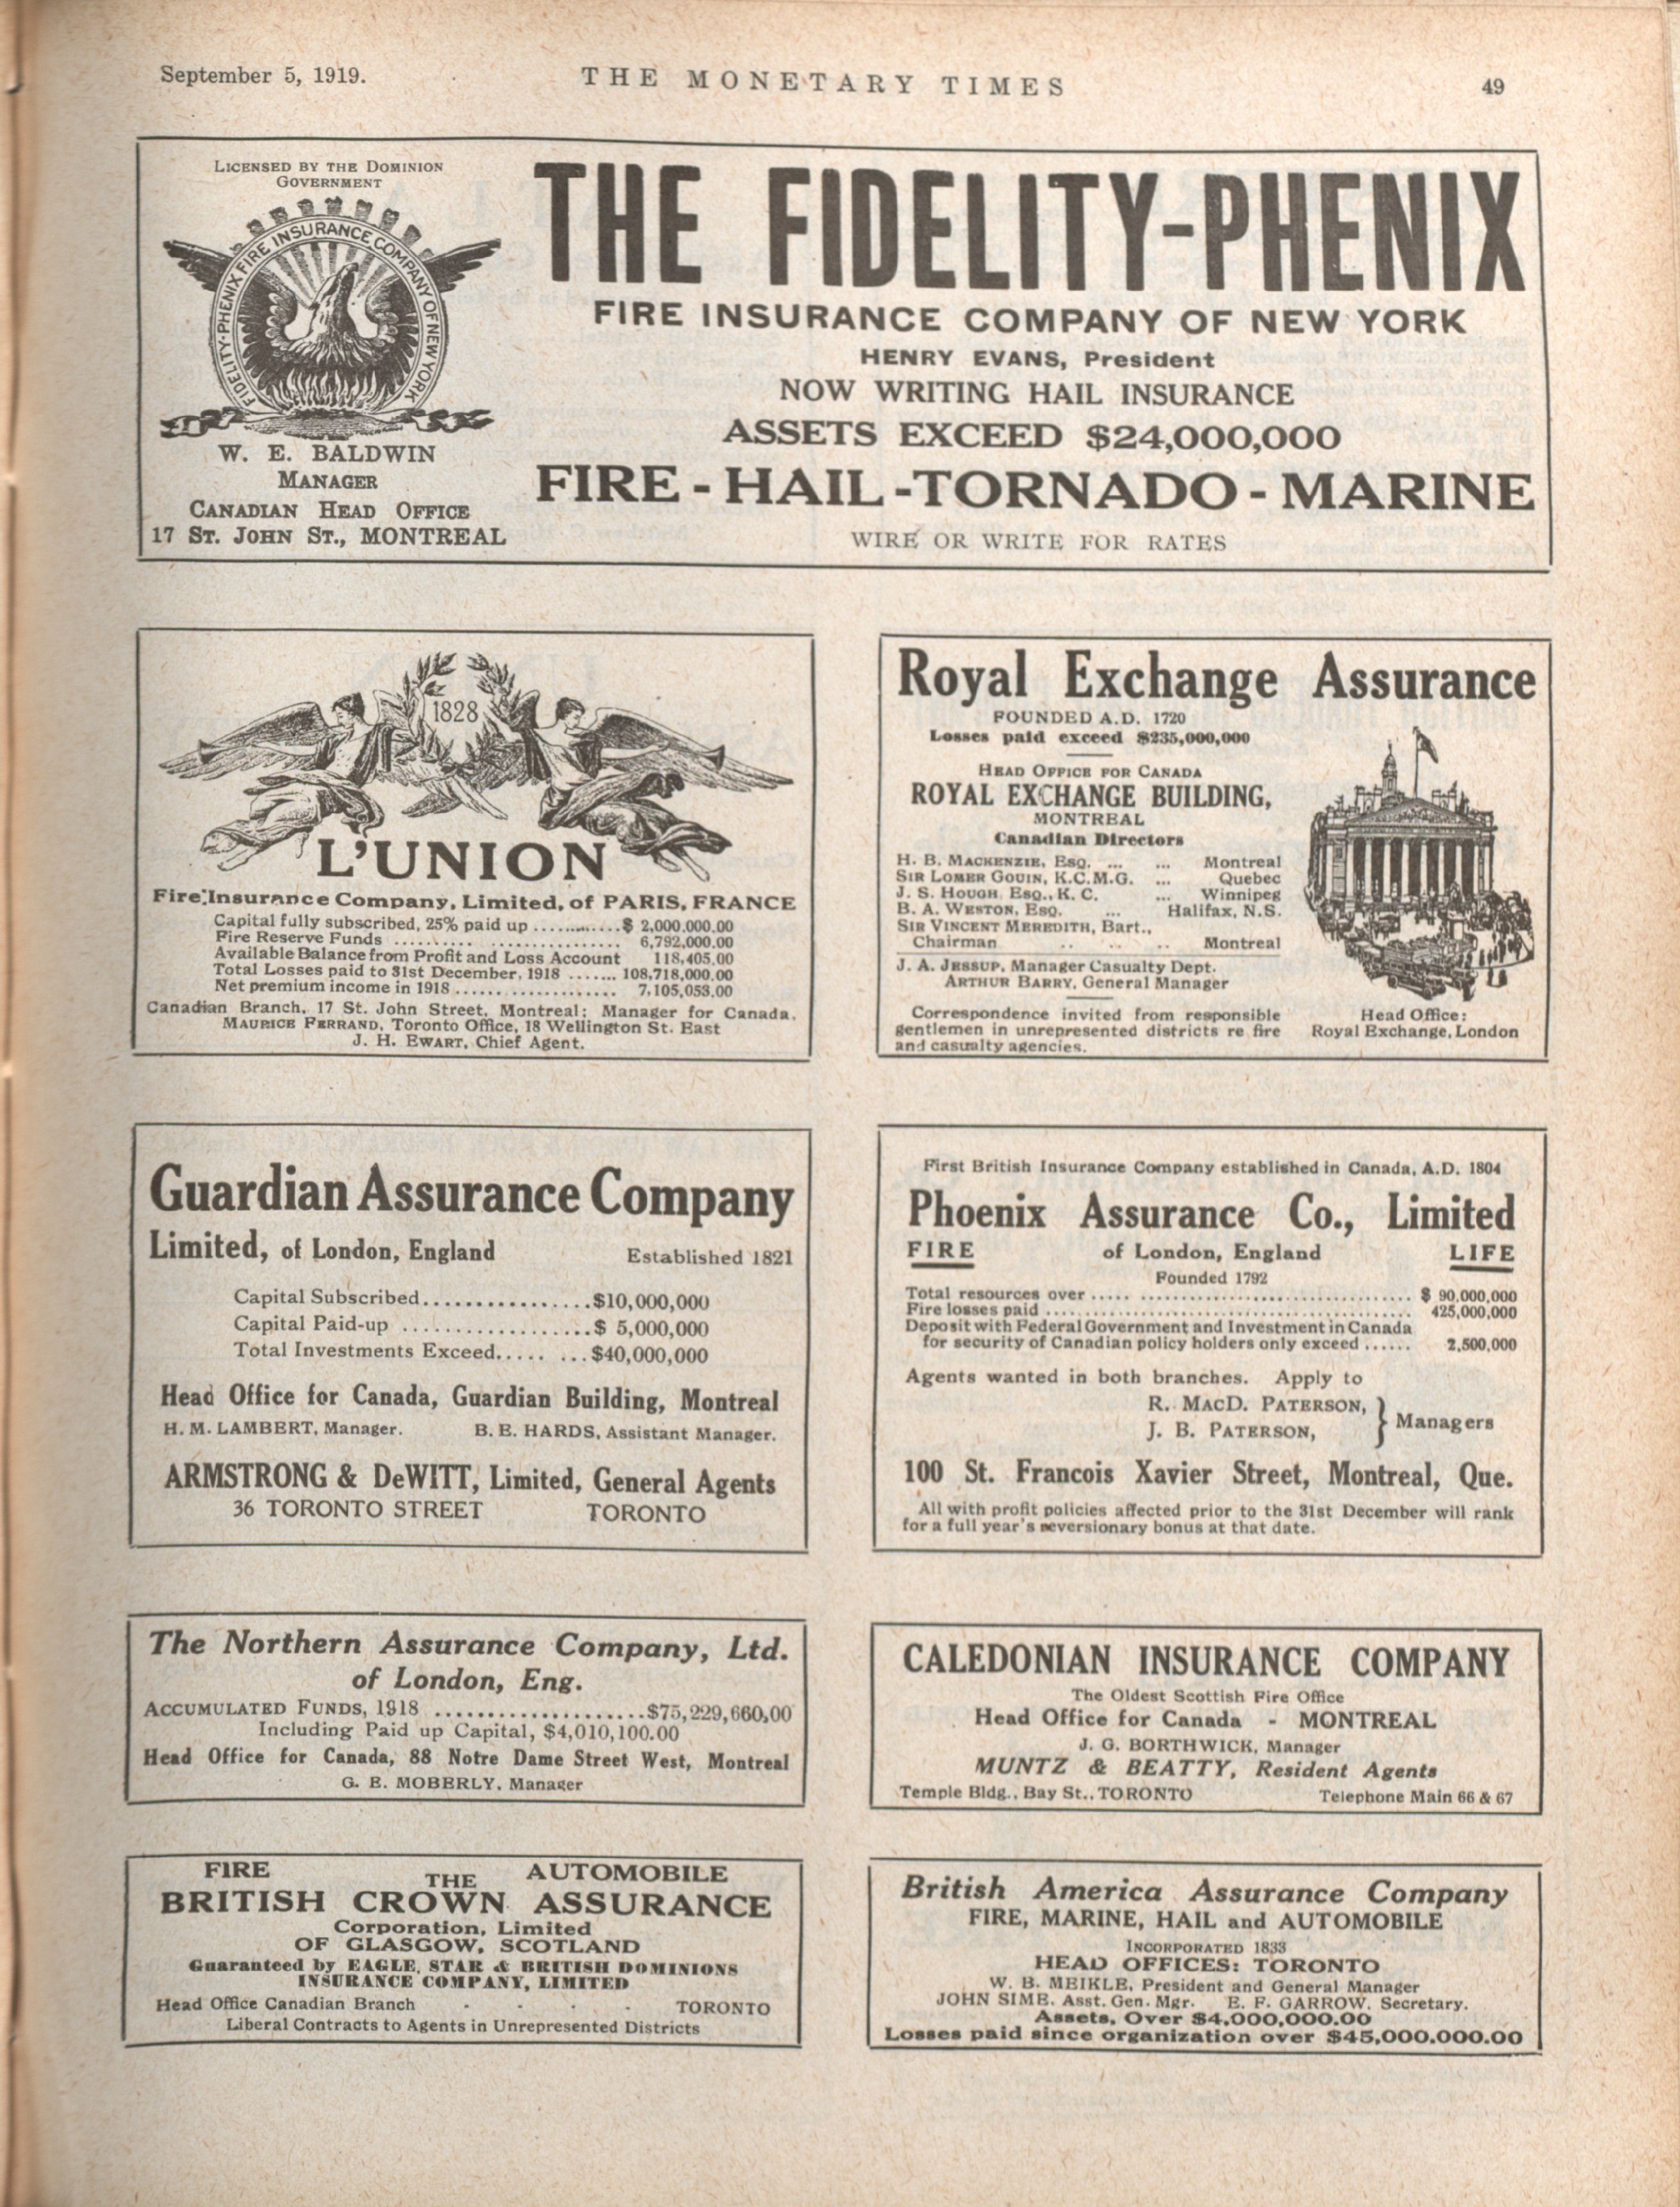 September 5, 1919.
THE MONETARY TIMES
49
LICENSED BY THE DOMINION
GOVERNMENT
FIDELITY-PHENIX FIRE INSURANCE COMPANY OF NEW YORK
W. E. BALDWIN
MANAGER
CANADIAN HEAD OFFICE
17 ST. JOHN ST., MONTREAL
THE FIDELITY-PHENIX
FIRE INSURANCE COMPANY OF NEW YORK
HENRY EVANS, President
NOW WRITING HAIL INSURANCE
ASSETS EXCEED $24,000,000
FIRE - HAIL - TORNADO - MARINE
WIRE OR WRITE FOR RATES
1828
L'UNION
Fire Insurance Company, Limited, of PARIS, FRANCE
Capital fully subscribed, 25% paid up ............. $ 2,000,000.00
Fire Reserve Funds .......... ............... 6,792,000.00
Available Balance from Profit and Loss Account 118,405.00
Total Losses paid to 31st December, 1918 ....... 108,718,000.00
Net premium income in 1918 .................... 7,105,053.00
Canadian Branch, 17 St. John Street, Montreal; Manager for Canada,
MAURICE FERRAND, Toronto Office, 18 Wellington St. East
J. H. EWART, Chief Agent.
Royal Exchange Assurance
FOUNDED A.D. 1720
Losses paid exceed $235,000,000
HEAD OFFICE FOR CANADA
ROYAL EXCHANGE BUILDING,
MONTREAL
Canadian Directors
H. B. MACKENZIE, ESQ. ... ... Montreal
SIR LOMER GOUIN, K.C.M.G. ... Quebec
J. S. HOUGH, ESQ., K. C. ... Winnipeg
B. A. WESTON, ESQ. ... Halifax, N.S.
SIR VINCENT MEREDITH, Bart.,
Chairman .. .. .. Montreal
J. A. JESSUP, Manager Casualty Dept.
ARTHUR BARRY, General Manager
Correspondence invited from responsible
gentlemen in unrepresented districts re fire
and casualty agencies.
Head Office:
Royal Exchange, London
Guardian Assurance Company
Limited, of London, England Established 1821
Capital Subscribed................$10,000,000
Capital Paid-up ..................$ 5,000,000
Total Investments Exceed..... ...$40,000,000
Head Office for Canada, Guardian Building, Montreal
H. M. LAMBERT, Manager. B. E. HARDS, Assistant Manager.
ARMSTRONG & DeWITT, Limited, General Agents
36 TORONTO STREET TORONTO
First British Insurance Company established in Canada, A.D. 1804
Phoenix Assurance Co., Limited
FIRE of London, England LIFE
Founded 1792
Total resources over ..... .............................. $ 90,000,000
Fire losses paid ........................................ 425,000,000
Deposit with Federal Government and Investment in Canada
for security of Canadian policy holders only exceed ...... 2,500,000
Agents wanted in both branches. Apply to
R. MACD. PATERSON,
J. B. PATERSON,
} Managers
100 St. Francois Xavier Street, Montreal, Que.
All with profit policies affected prior to the 31st December will rank
for a full year's reversionary bonus at that date.
The Northern Assurance Company, Ltd.
of London, Eng.
ACCUMULATED FUNDS, 1918 ....................$75,229,660.00
Including Paid up Capital, $4,010,100.00
Head Office for Canada, 88 Notre Dame Street West, Montreal
G. E. MOBERLY, Manager
CALEDONIAN INSURANCE COMPANY
The Oldest Scottish Fire Office
Head Office for Canada - MONTREAL
J. G. BORTHWICK, Manager
MUNTZ & BEATTY, Resident Agents
Temple Bldg., Bay St., TORONTO Telephone Main 66 & 67
FIRE THE AUTOMOBILE
BRITISH CROWN ASSURANCE
Corporation, Limited
OF GLASGOW, SCOTLAND
Guaranteed by EAGLE, STAR & BRITISH DOMINIONS
INSURANCE COMPANY, LIMITED
Head Office Canadian Branch - - - - TORONTO
Liberal Contracts to Agents in Unrepresented Districts
British America Assurance Company
FIRE, MARINE, HAIL and AUTOMOBILE
INCORPORATED 1833
HEAD OFFICES: TORONTO
W. B. MEIKLE, President and General Manager
JOHN SIME, Asst. Gen. Mgr. E. F. GARROW, Secretary.
Assets, Over $4,000,000.00
Losses paid since organization over $45,000,000.00